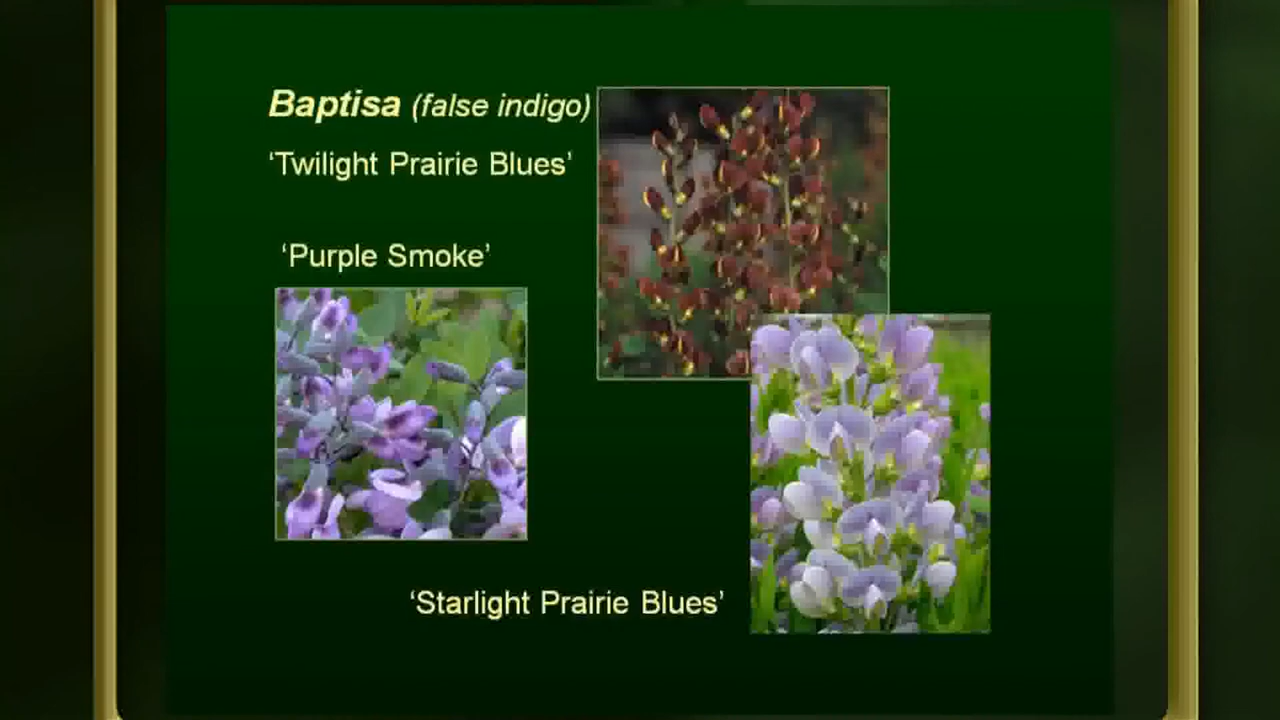 Baptisa (false indigo)
‘Twilight Prairie Blues’
‘Purple Smoke’
‘Starlight Prairie Blues’